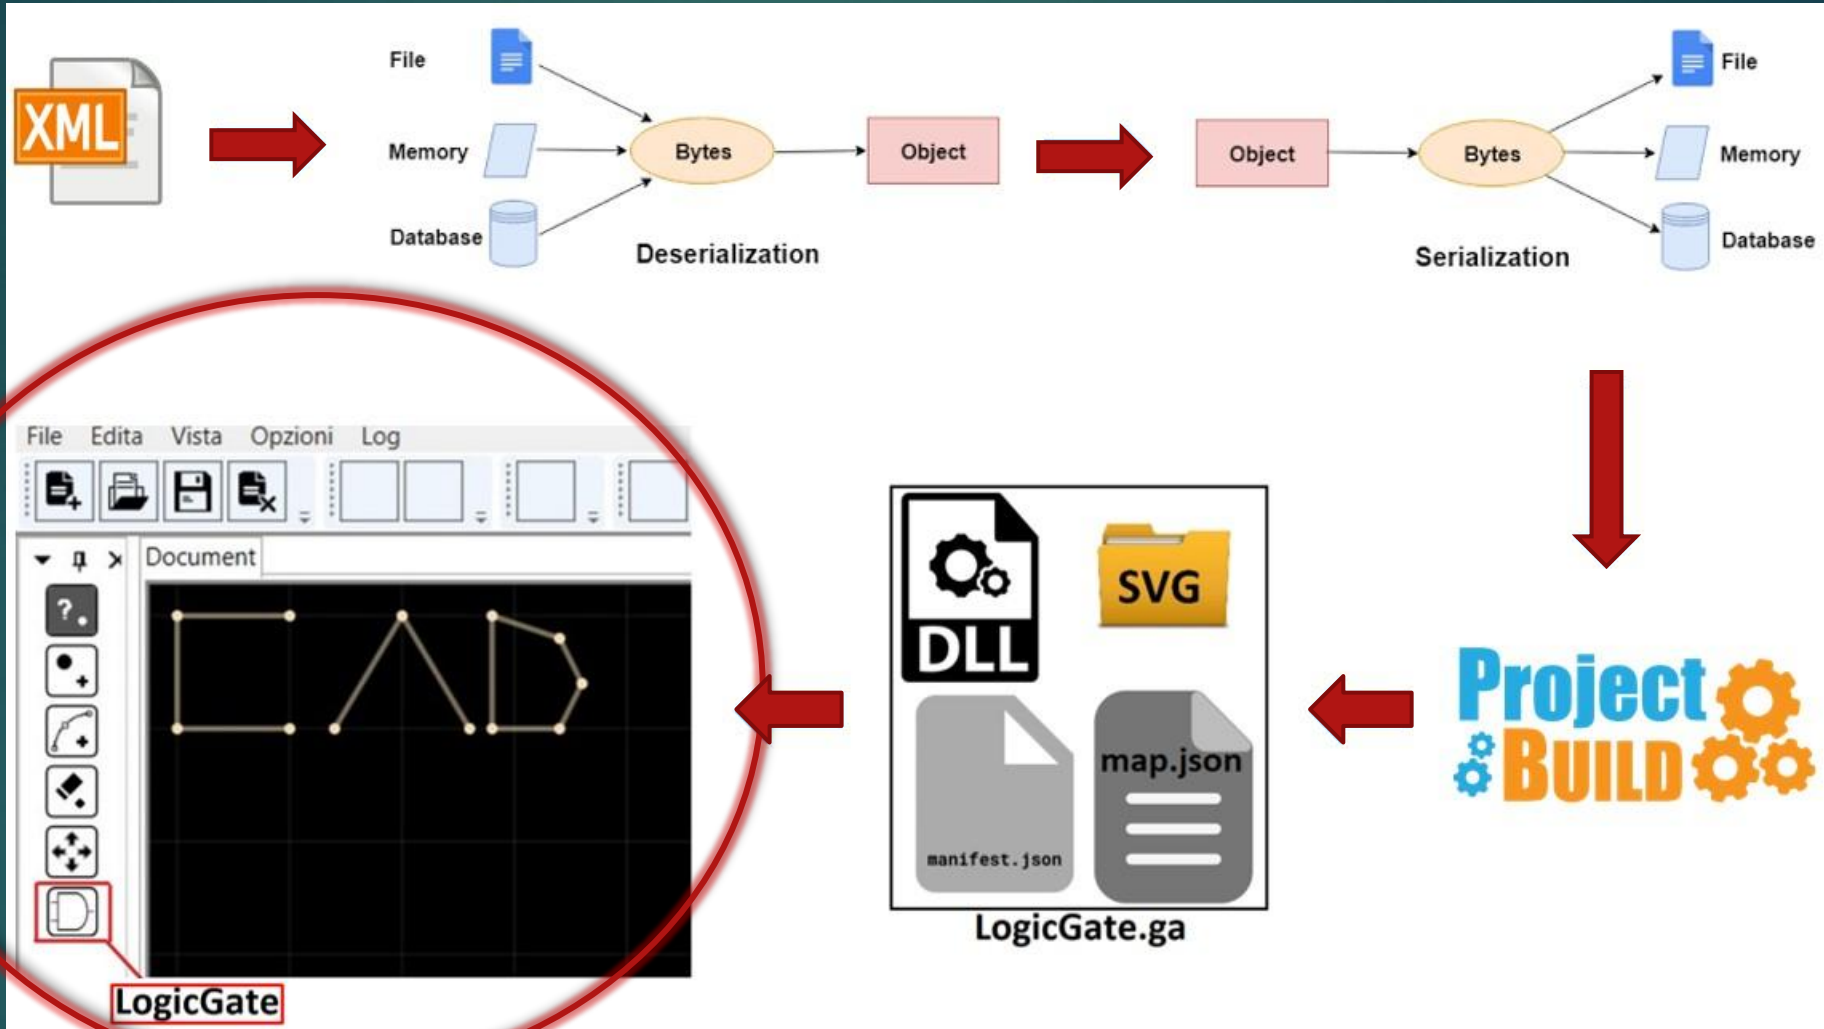 XML
File
Memory
Database
Bytes
Object
Deserialization
Object
Bytes
File
Memory
Database
Serialization
File Edita Vista Opzioni Log
Document
?
LogicGate
DLL
SVG
manifest.json
map.json
LogicGate.ga
Project
BUILD